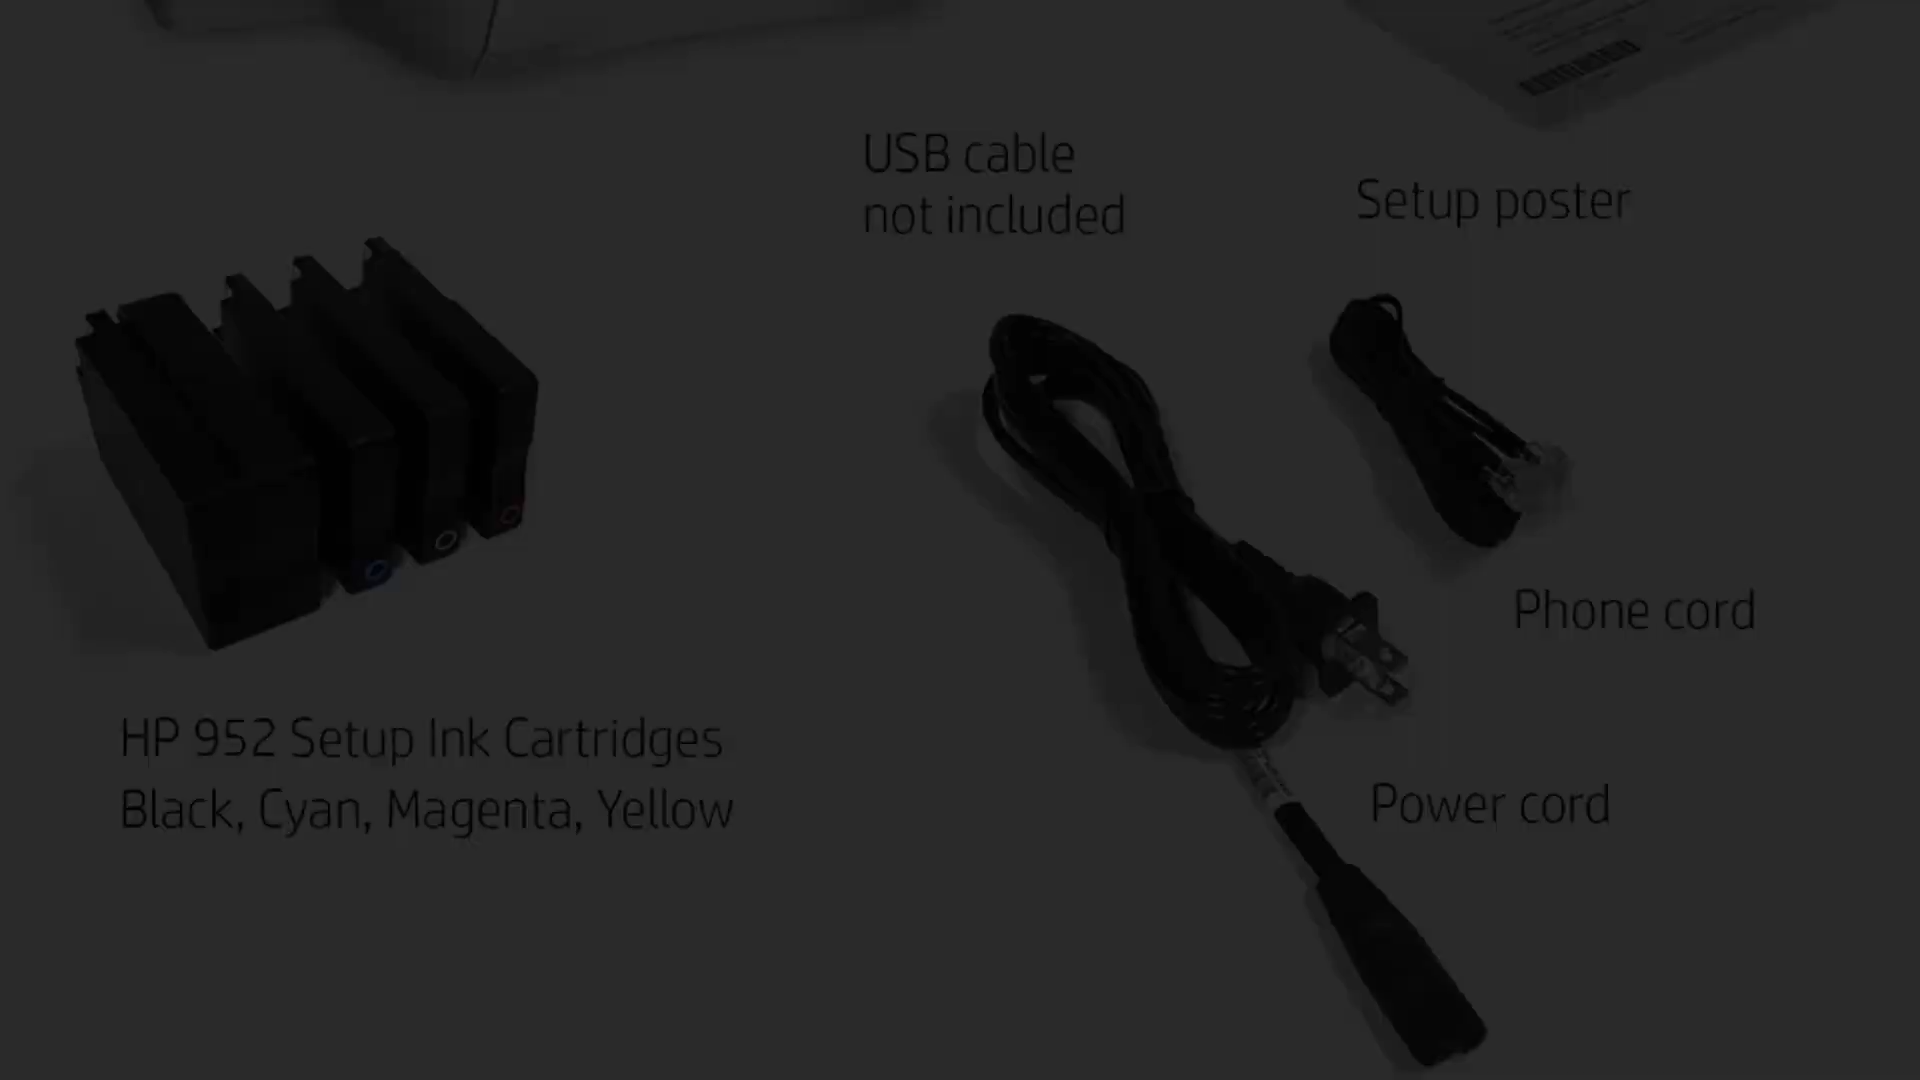 USB cable
not included
Setup poster
Phone cord
HP 952 Setup Ink Cartridges
Black, Cyan, Magenta, Yellow
Power cord